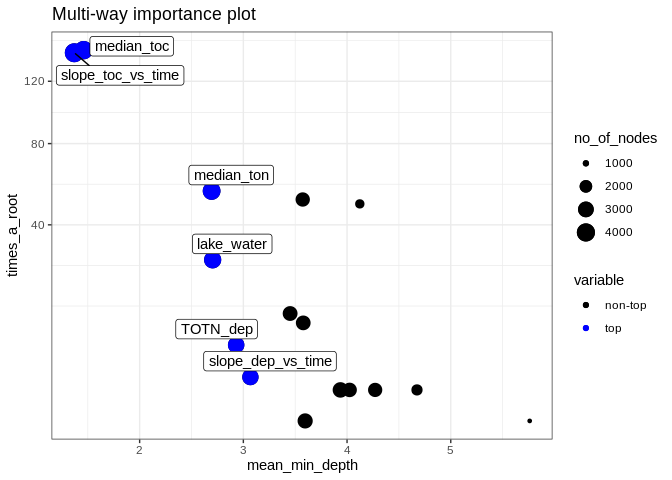 Multi-way importance plot
median_toc
slope_toc_vs_time
median_ton
lake_water
TOTN_dep
slope_dep_vs_time
120
80
40
times_a_root
2
3
4
5
mean_min_depth
no_of_nodes
1000
2000
3000
4000
variable
non-top
top